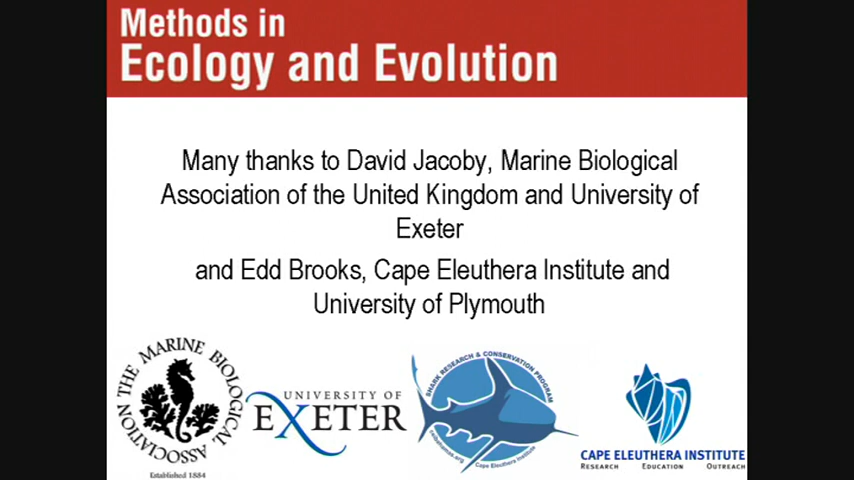 Methods in
Ecology and Evolution
Many thanks to David Jacoby, Marine Biological
Association of the United Kingdom and University of
Exeter
and Edd Brooks, Cape Eleuthera Institute and
University of Plymouth
THE MARINE BIOLOGICAL ASSOCIATION
Established 1884
UNIVERSITY OF
EXETER
SHARK RESEARCH & CONSERVATION PROGRAM
Cape Eleuthera Institute
CAPE ELEUTHERA INSTITUTE
RESEARCH EDUCATION OUTREACH